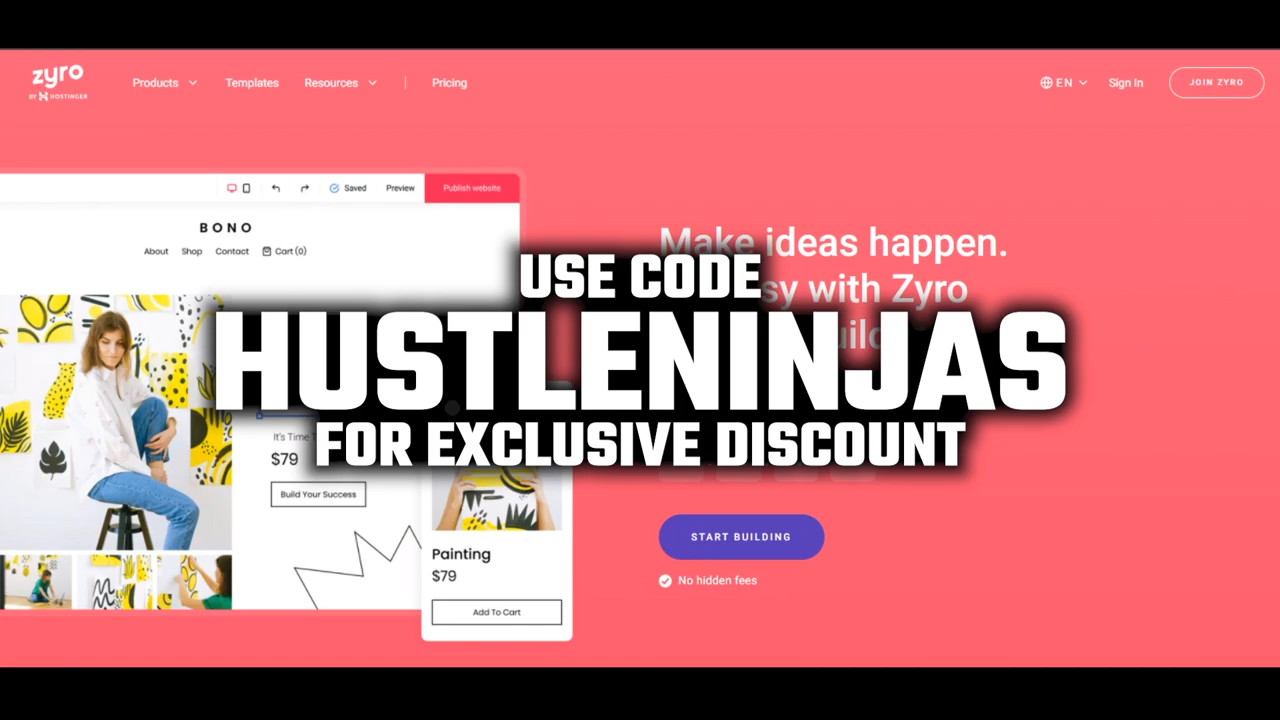 zyro
BY HOSTINGER
Products
Templates
Resources
Pricing
EN
Sign In
JOIN ZYRO
Saved
Preview
Publish website
BONO
About
Shop
Contact
Cart (0)
Make ideas happen.
with Zyro
USE CODE
HUSTLENINJAS
FOR EXCLUSIVE DISCOUNT
It's Time
$79
Build Your Success
Painting
$79
Add To Cart
START BUILDING
No hidden fees